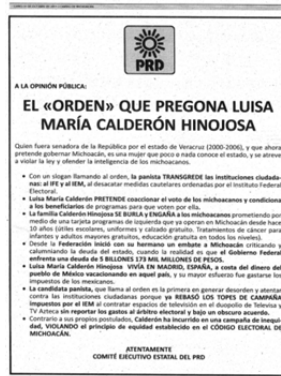 PRD
A LA OPINIÓN PÚBLICA:
EL «ORDEN» QUE PREGONA LUISA
MARÍA CALDERÓN HINOJOSA
Quien fuera senadora de la República por el estado de Veracruz (2000-2006), y que ahora
pretende gobernar Michoacán, es una mujer que poco o nada conoce el estado, y se atreve
a violar la ley y ofender la inteligencia de los michoacanos.
• Con un slogan llamando al orden, la panista TRANSGREDE las instituciones ciudada-
nas: al IFE y al IEM, al desacatar medidas cautelares ordenadas por el Instituto Federal
Electoral.
• Luisa María Calderón PRETENDE coaccionar el voto de los michoacanos y condiciona
a los beneficiarios de programas para que voten por ella.
• La familia Calderón Hinojosa SE BURLA y ENGAÑA a los michoacanos prometiendo por
medio de una tarjeta programas de izquierda que ya operan en Michoacán desde hace
10 años (útiles escolares, uniformes y calzado gratuito. Tratamientos de cáncer para
infantes y adultos mayores gratuitos, educación gratuita en todos los niveles).
• Desde la Federación inició con su hermano un embate a Michoacán criticando y
calumniando la deuda del estado, cuando la realidad es que el Gobierno Federal
enfrenta una deuda de 5 BILLONES 173 MIL MILLONES DE PESOS.
• Luisa María Calderón Hinojosa VIVÍA EN MADRID, ESPAÑA, a costa del dinero del
pueblo de México vacacionando en aquel país, y su mayor esfuerzo fue gastarse los
impuestos de los mexicanos.
• La candidata panista, que llama al orden es la primera en generar desorden y atentar
contra las instituciones ciudadanas porque ya REBASÓ LOS TOPES DE CAMPAÑA
impuestos por el IEM al contratar espacios de televisión en el duopolio de Televisa y
TV Azteca sin reportar los gastos al árbitro electoral y bajo un obscuro acuerdo.
• Contrario a sus propios postulados, Calderón ha incurrido en una campaña de inequi-
dad, VIOLANDO el principio de equidad establecido en el CÓDIGO ELECTORAL DE
MICHOACÁN.
ATENTAMENTE
COMITÉ EJECUTIVO ESTATAL DEL PRD